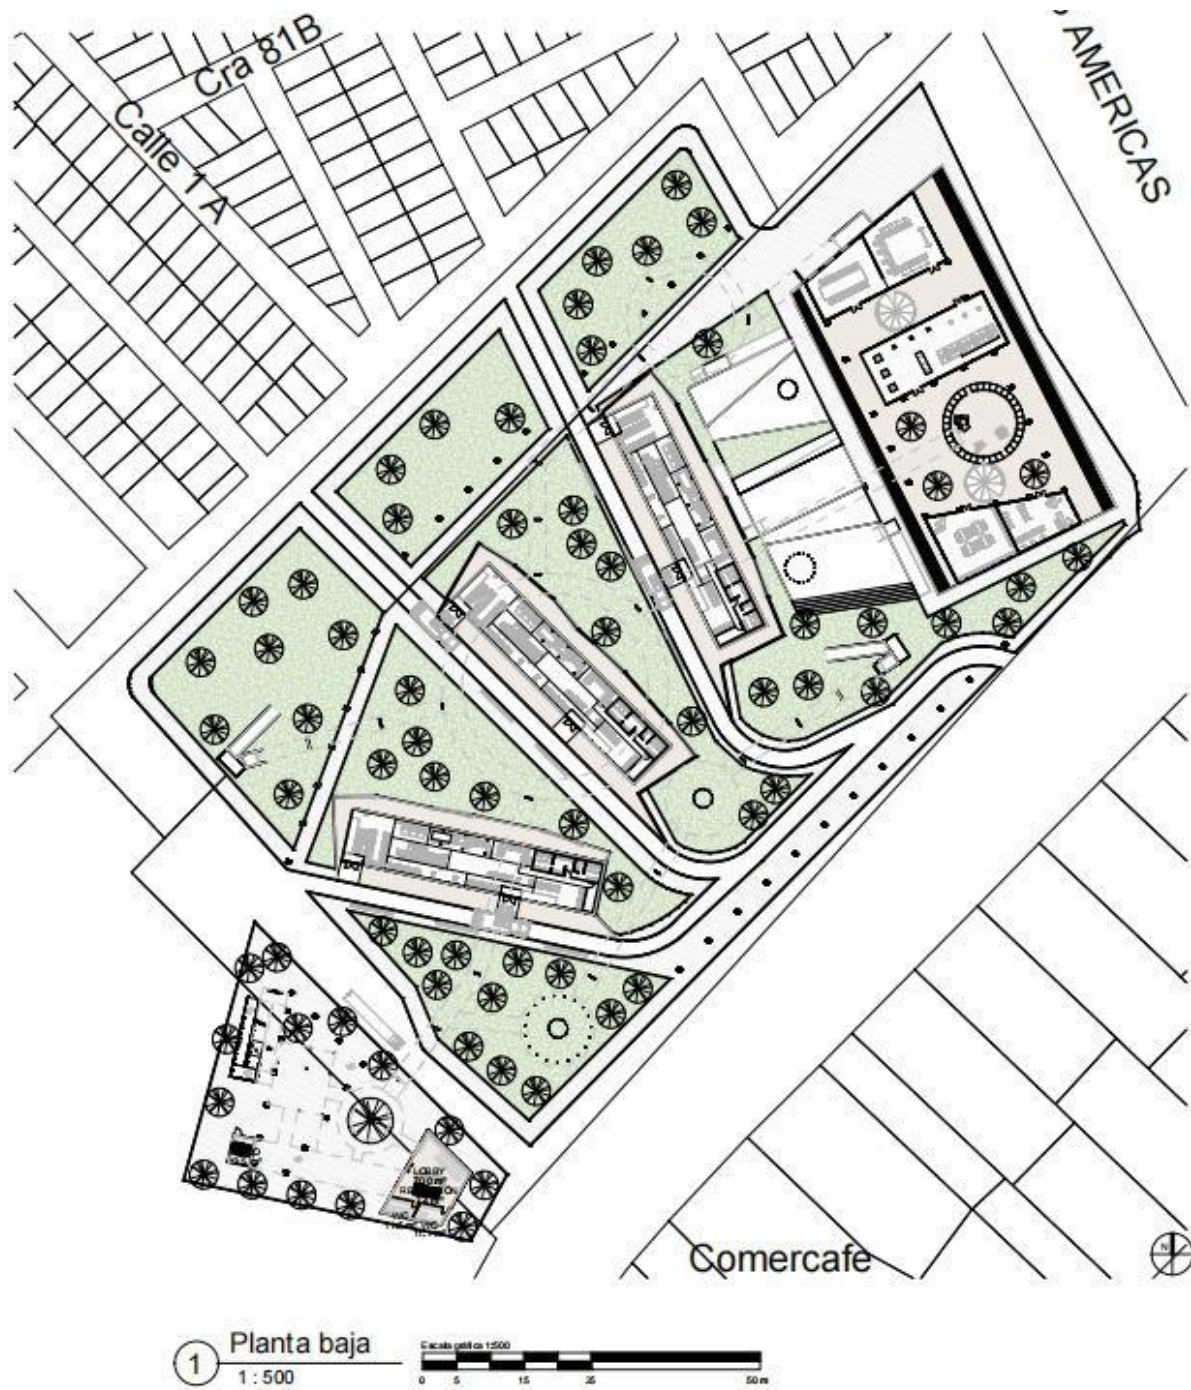 Cra 81B
Calle 1 A
AMERICAS
LOBBY
Comercafe
N
1
Planta baja
1 : 500
Escala gráfica 1:500
0 5 15 25 50 m